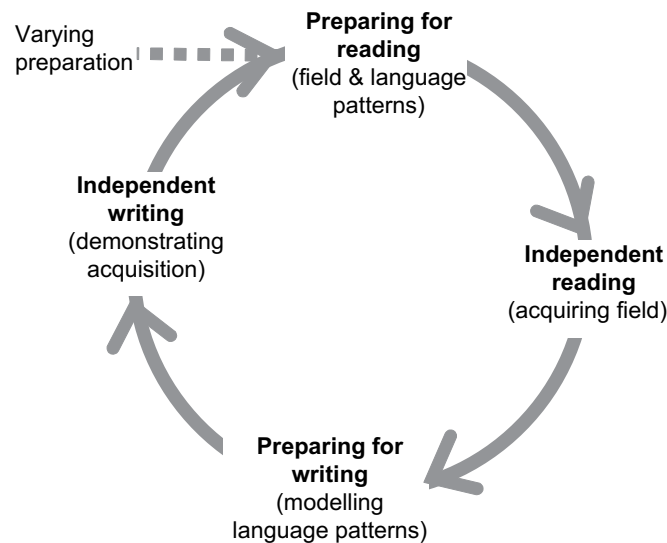 Varying
preparation
Preparing for
reading
(field & language
patterns)
Independent
reading
(acquiring field)
Preparing for
writing
(modelling
language patterns)
Independent
writing
(demonstrating
acquisition)